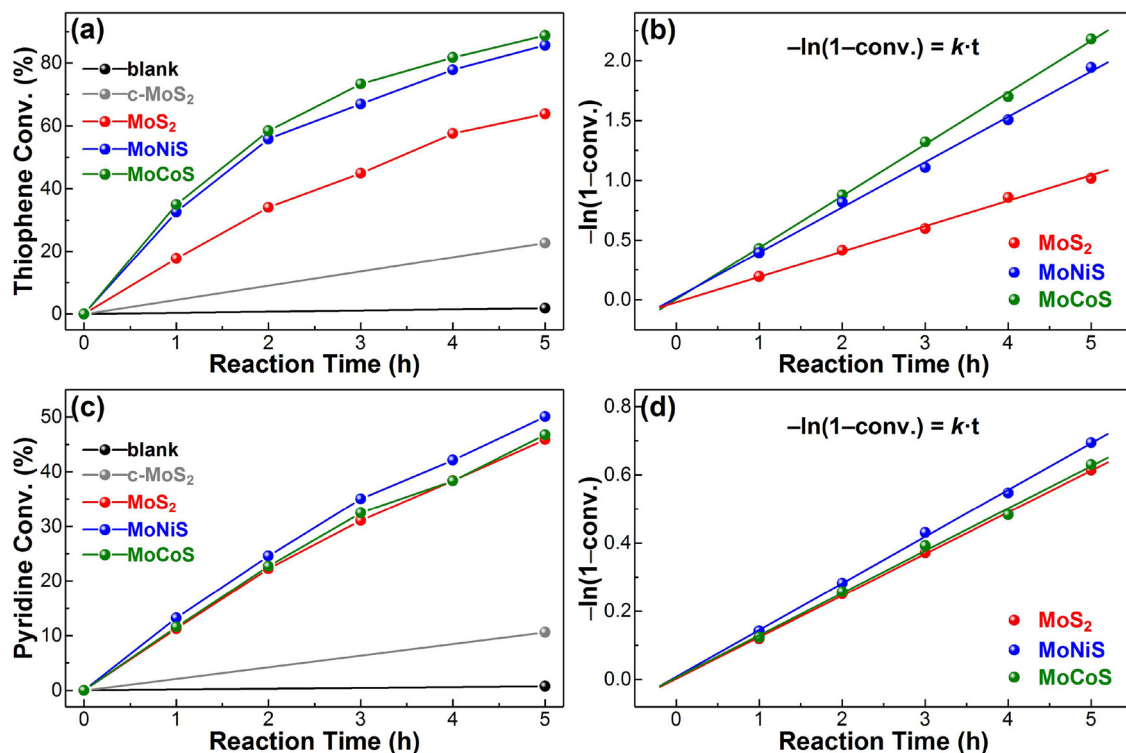 (a)
Thiophene Conv. (%)
80
60
40
20
0
blank
c-MoS₂
MoS₂
MoNiS
MoCoS
0 1 2 3 4 5
Reaction Time (h)
(b)
–ln(1–conv.) = k·t
–ln(1–conv.)
2.0
1.5
1.0
0.5
0.0
MoS₂
MoNiS
MoCoS
0 1 2 3 4 5
Reaction Time (h)
(c)
Pyridine Conv. (%)
50
40
30
20
10
0
blank
c-MoS₂
MoS₂
MoNiS
MoCoS
0 1 2 3 4 5
Reaction Time (h)
(d)
–ln(1–conv.) = k·t
–ln(1–conv.)
0.8
0.6
0.4
0.2
0.0
MoS₂
MoNiS
MoCoS
0 1 2 3 4 5
Reaction Time (h)